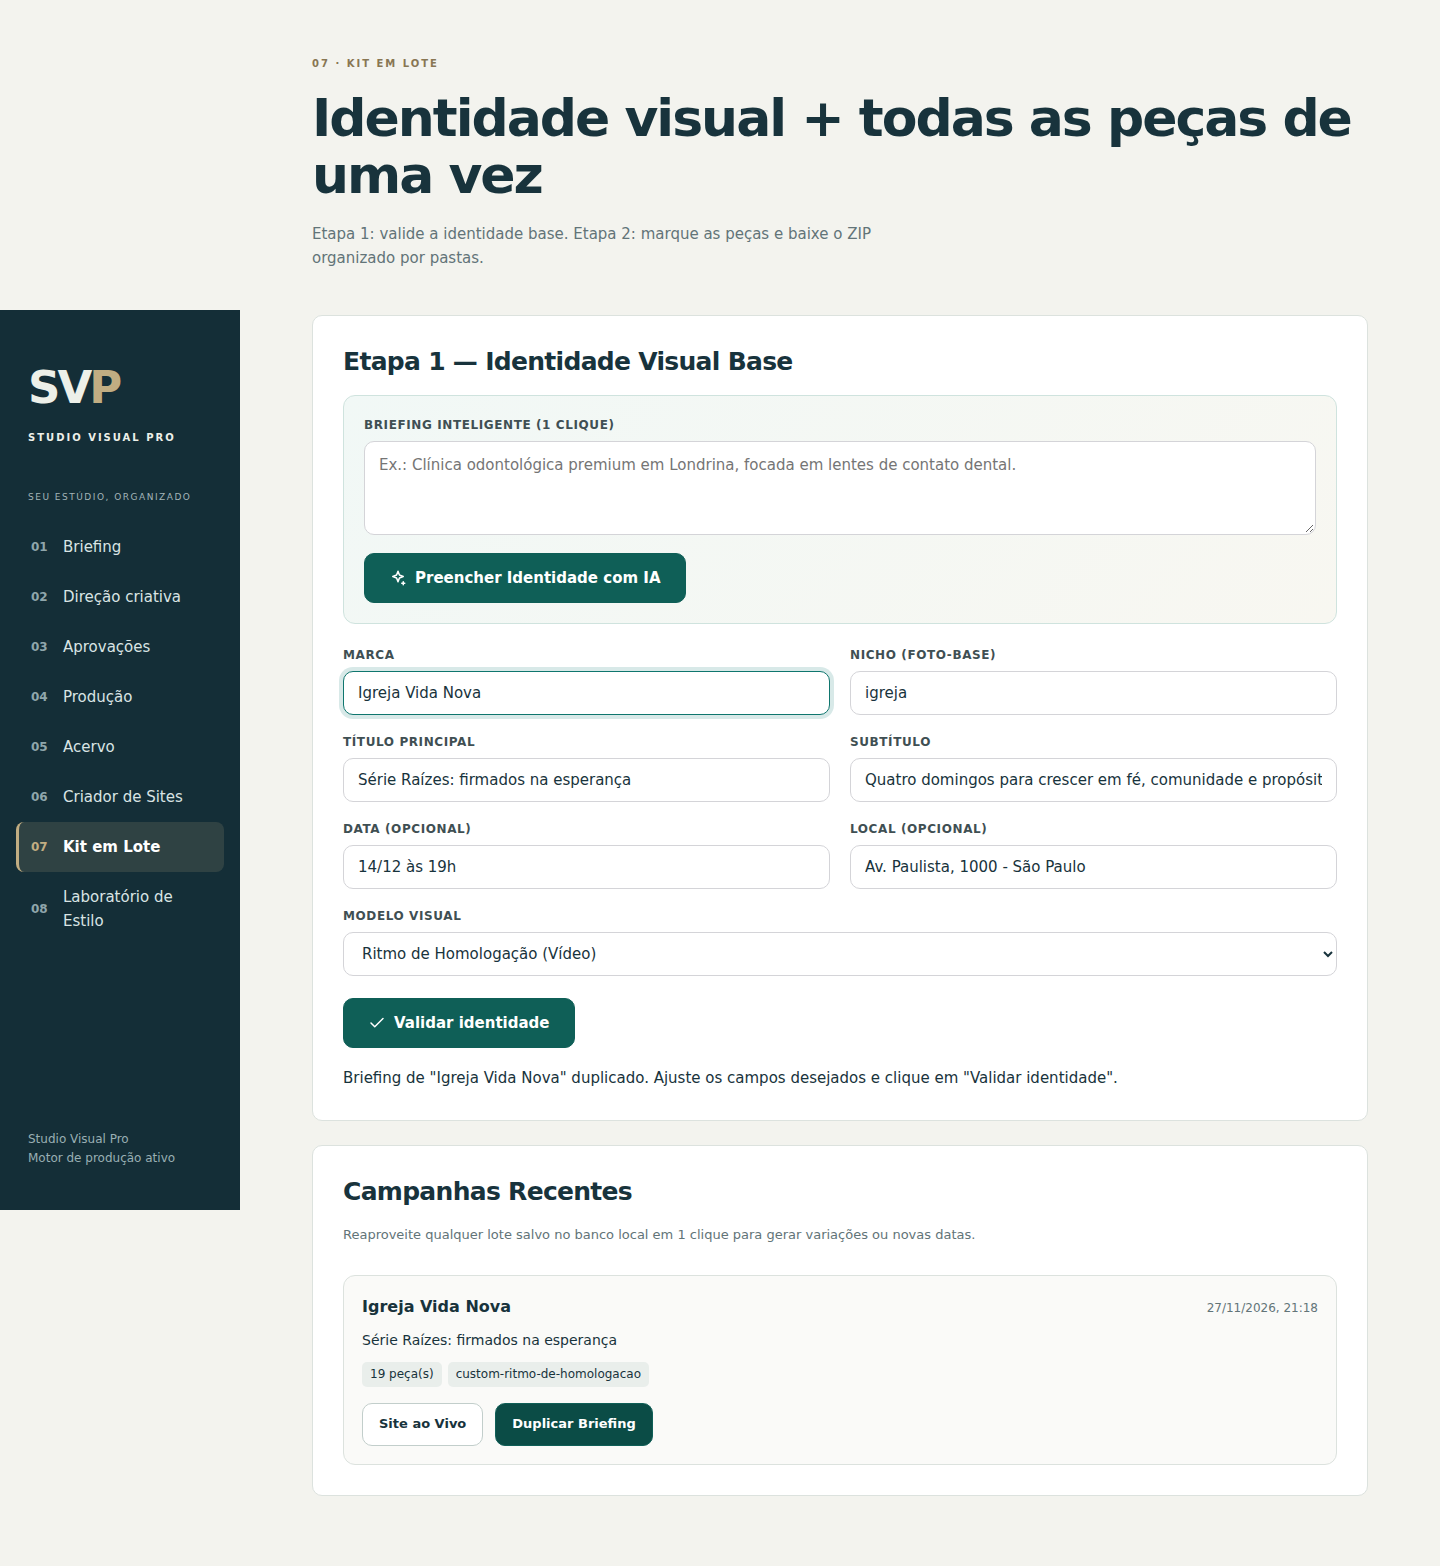 07 · KIT EM LOTE
Identidade visual + todas as peças de
uma vez
Etapa 1: valide a identidade base. Etapa 2: marque as peças e baixe o ZIP
organizado por pastas.
SVP
STUDIO VISUAL PRO
SEU ESTÚDIO, ORGANIZADO
01 Briefing
02 Direção criativa
03 Aprovações
04 Produção
05 Acervo
06 Criador de Sites
07 Kit em Lote
08 Laboratório de
Estilo
Studio Visual Pro
Motor de produção ativo
Etapa 1 — Identidade Visual Base
BRIEFING INTELIGENTE (1 CLIQUE)
Ex.: Clínica odontológica premium em Londrina, focada em lentes de contato dental.
Preencher Identidade com IA
MARCA
Igreja Vida Nova
NICHO (FOTO-BASE)
igreja
TÍTULO PRINCIPAL
Série Raízes: firmados na esperança
SUBTÍTULO
Quatro domingos para crescer em fé, comunidade e propósit
DATA (OPCIONAL)
14/12 às 19h
LOCAL (OPCIONAL)
Av. Paulista, 1000 - São Paulo
MODELO VISUAL
Ritmo de Homologação (Vídeo)
Validar identidade
Briefing de "Igreja Vida Nova" duplicado. Ajuste os campos desejados e clique em "Validar identidade".
Campanhas Recentes
Reaproveite qualquer lote salvo no banco local em 1 clique para gerar variações ou novas datas.
Igreja Vida Nova
27/11/2026, 21:18
Série Raízes: firmados na esperança
19 peça(s) custom-ritmo-de-homologacao
Site ao Vivo Duplicar Briefing